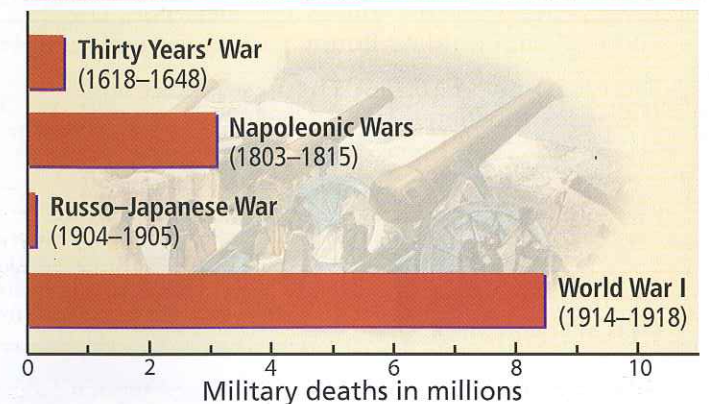 Thirty Years' War
(1618–1648)
Napoleonic Wars
(1803–1815)
Russo–Japanese War
(1904–1905)
World War I
(1914–1918)
0 2 4 6 8 10
Military deaths in millions